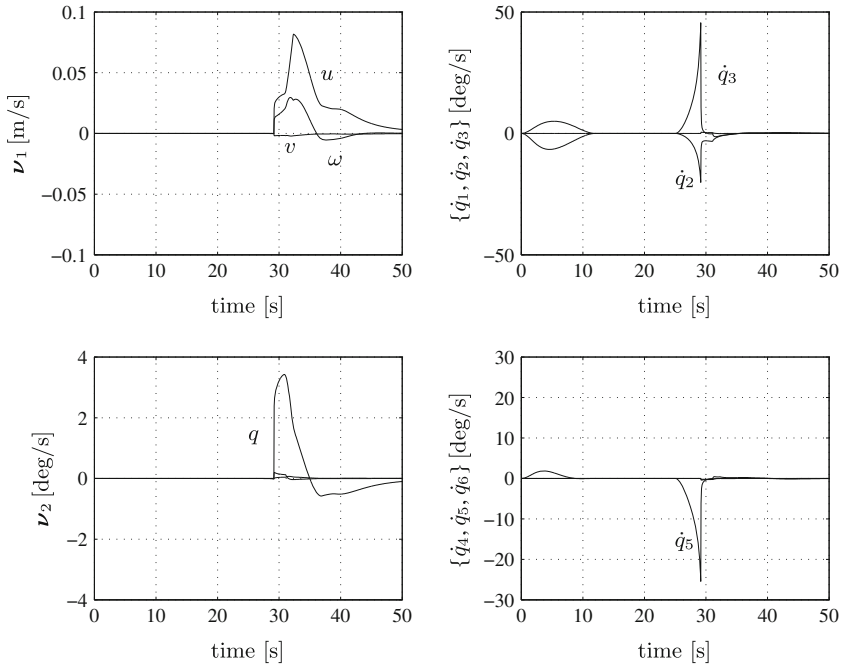 0.1
0.05
0
−0.05
−0.1
ν₁ [m/s]
u
v
ω
0 10 20 30 40 50
time [s]
50
0
−50
{q̇₁, q̇₂, q̇₃} [deg/s]
q̇₃
q̇₂
0 10 20 30 40 50
time [s]
4
2
0
−2
−4
ν₂ [deg/s]
q
0 10 20 30 40 50
time [s]
30
20
10
0
−10
−20
−30
{q̇₄, q̇₅, q̇₆} [deg/s]
q̇₅
0 10 20 30 40 50
time [s]